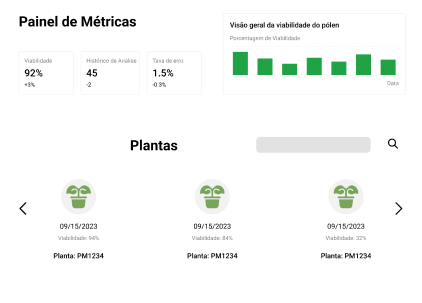 Painel de Métricas
Viabilidade
92%
+3%
Histórico de Análise
45
-2
Taxa de erro
1.5%
-0.3%
Visão geral da viabilidade do pólen
Porcentagem de Viabilidade
Data
Plantas
09/15/2023
Viabilidade: 94%
Planta: PM1234
09/15/2023
Viabilidade: 84%
Planta: PM1234
09/15/2023
Viabilidade: 32%
Planta: PM1234